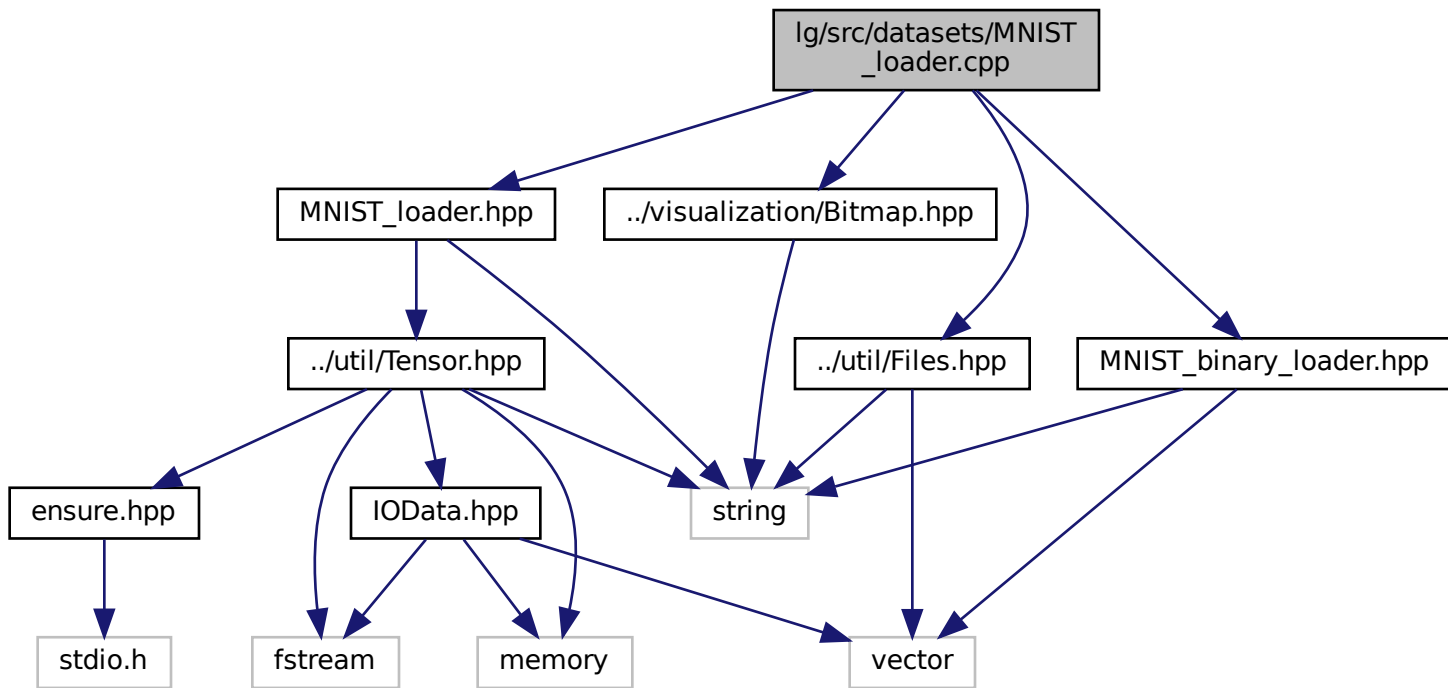 lg/src/datasets/MNIST
_loader.cpp
MNIST_loader.hpp
../visualization/Bitmap.hpp
../util/Tensor.hpp
../util/Files.hpp
MNIST_binary_loader.hpp
ensure.hpp
IOData.hpp
string
stdio.h
fstream
memory
vector